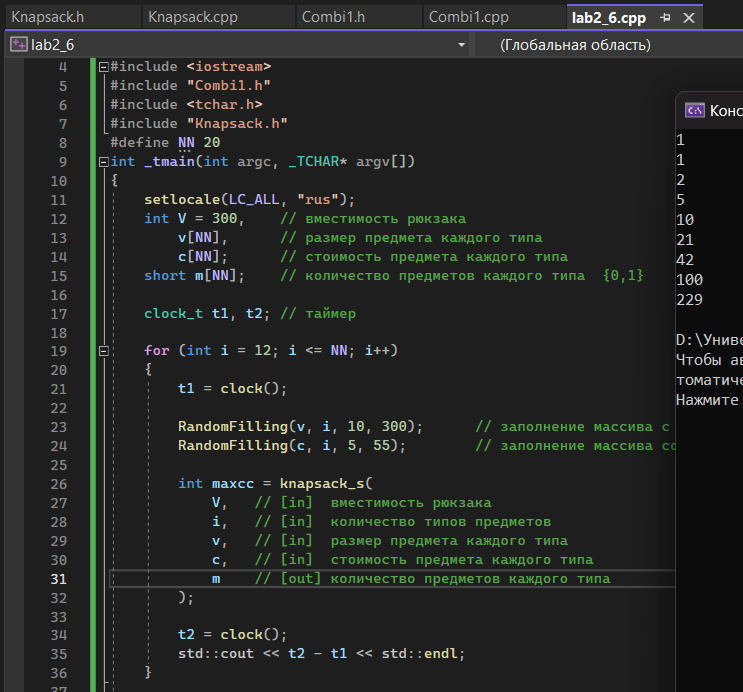 Knapsack.h Knapsack.cpp Combi1.h Combi1.cpp lab2_6.cpp
lab2_6 (Глобальная область)
4 #include <iostream>
5 #include "Combi1.h"
6 #include <tchar.h>
7 #include "Knapsack.h"
8 #define NN 20
9 int _tmain(int argc, _TCHAR* argv[])
10 {
11 setlocale(LC_ALL, "rus");
12 int V = 300, // вместимость рюкзака
13 v[NN], // размер предмета каждого типа
14 c[NN]; // стоимость предмета каждого типа
15 short m[NN]; // количество предметов каждого типа {0,1}
16
17 clock_t t1, t2; // таймер
18
19 for (int i = 12; i <= NN; i++)
20 {
21 t1 = clock();
22
23 RandomFilling(v, i, 10, 300); // заполнение массива с
24 RandomFilling(c, i, 5, 55); // заполнение массива
25
26 int maxcc = knapsack_s(
27 V, // [in] вместимость рюкзака
28 i, // [in] количество типов предметов
29 v, // [in] размер предмета каждого типа
30 c, // [in] стоимость предмета каждого типа
31 m // [out] количество предметов каждого типа
32 );
33
34 t2 = clock();
35 std::cout << t2 - t1 << std::endl;
36 }
C:\ Конс
1
1
2
5
10
21
42
100
229
D:\Униве
Чтобы ав
томатиче
Нажмите